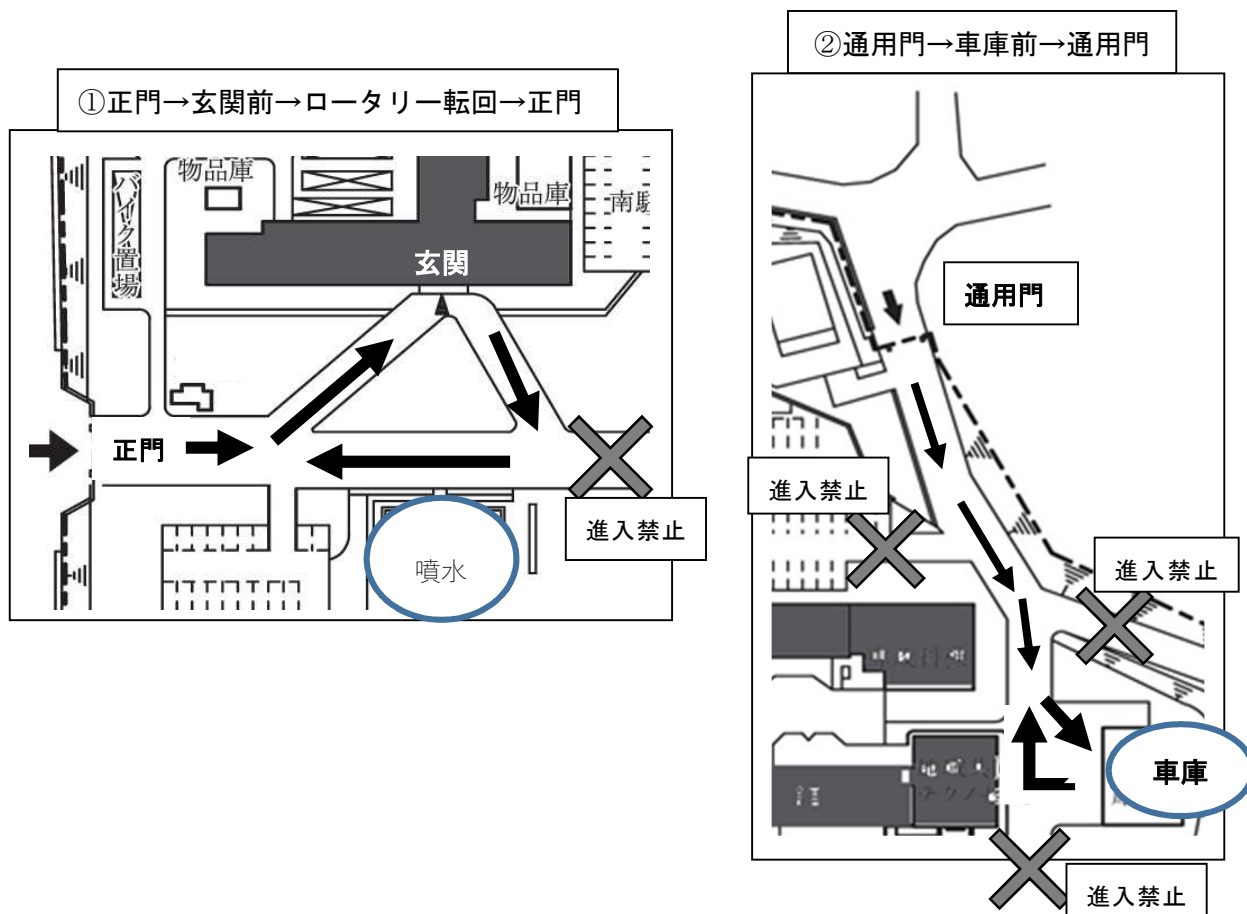 ①正門→玄関前→ロータリー転回→正門
物品庫
物品庫
バイク置場
南駐
玄関
正門
進入禁止
噴水
②通用門→車庫前→通用門
通用門
進入禁止
進入禁止
車庫
進入禁止